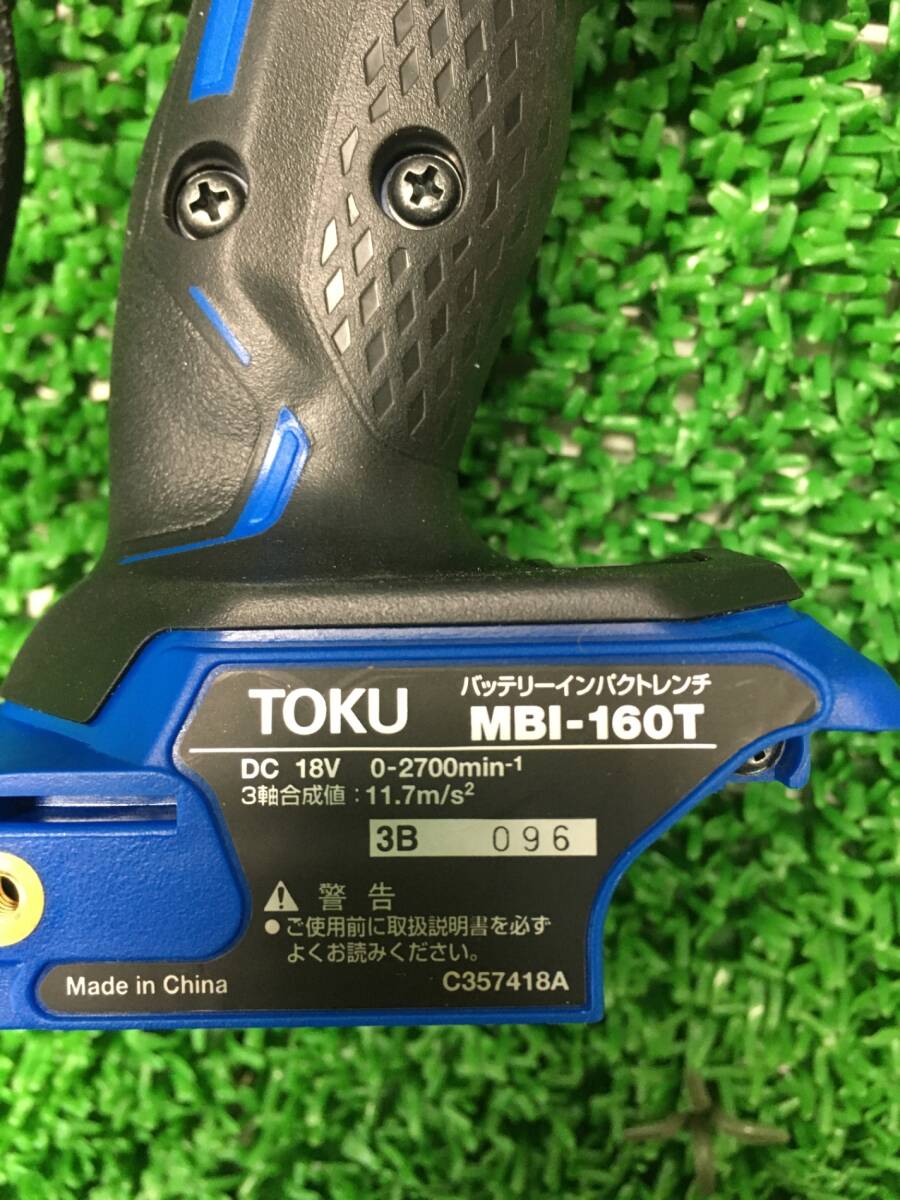 TOKU
バッテリーインパクトレンチ
MBI-160T
DC 18V 0-2700min-1
3軸合成値：11.7m/s2
3B 096
警告
●ご使用前に取扱説明書を必ず
よくお読みください。
Made in China
C357418A